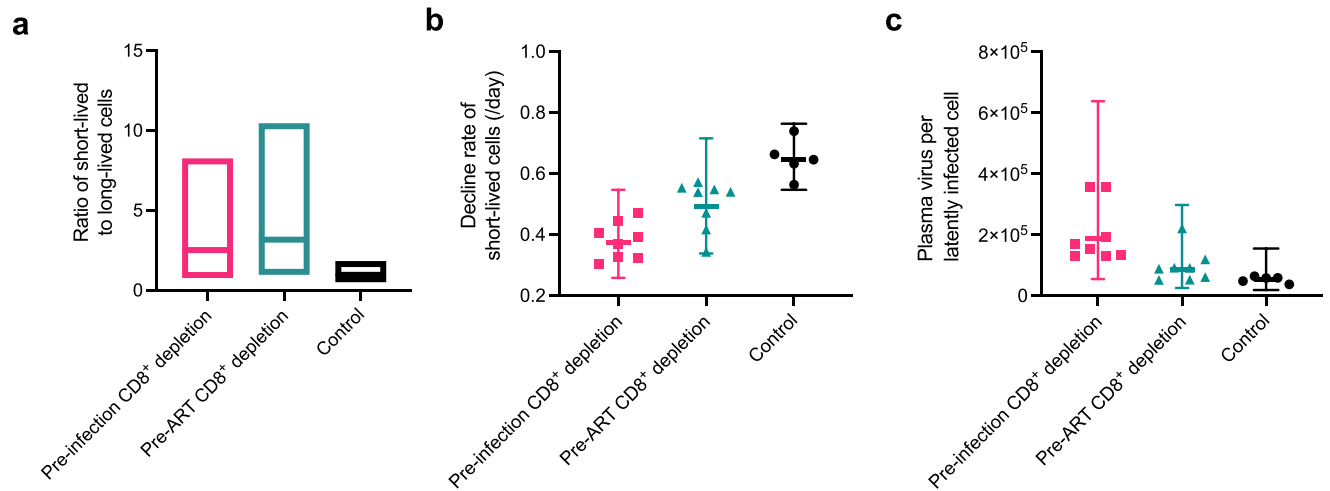 a
Ratio of short-lived
to long-lived cells
15
10
5
0
Pre-infection CD8⁺ depletion
Pre-ART CD8⁺ depletion
Control
b
Decline rate of
short-lived cells (/day)
1.0
0.8
0.6
0.4
0.2
Pre-infection CD8⁺ depletion
Pre-ART CD8⁺ depletion
Control
c
Plasma virus per
latently infected cell
8×10⁵
6×10⁵
4×10⁵
2×10⁵
0
Pre-infection CD8⁺ depletion
Pre-ART CD8⁺ depletion
Control